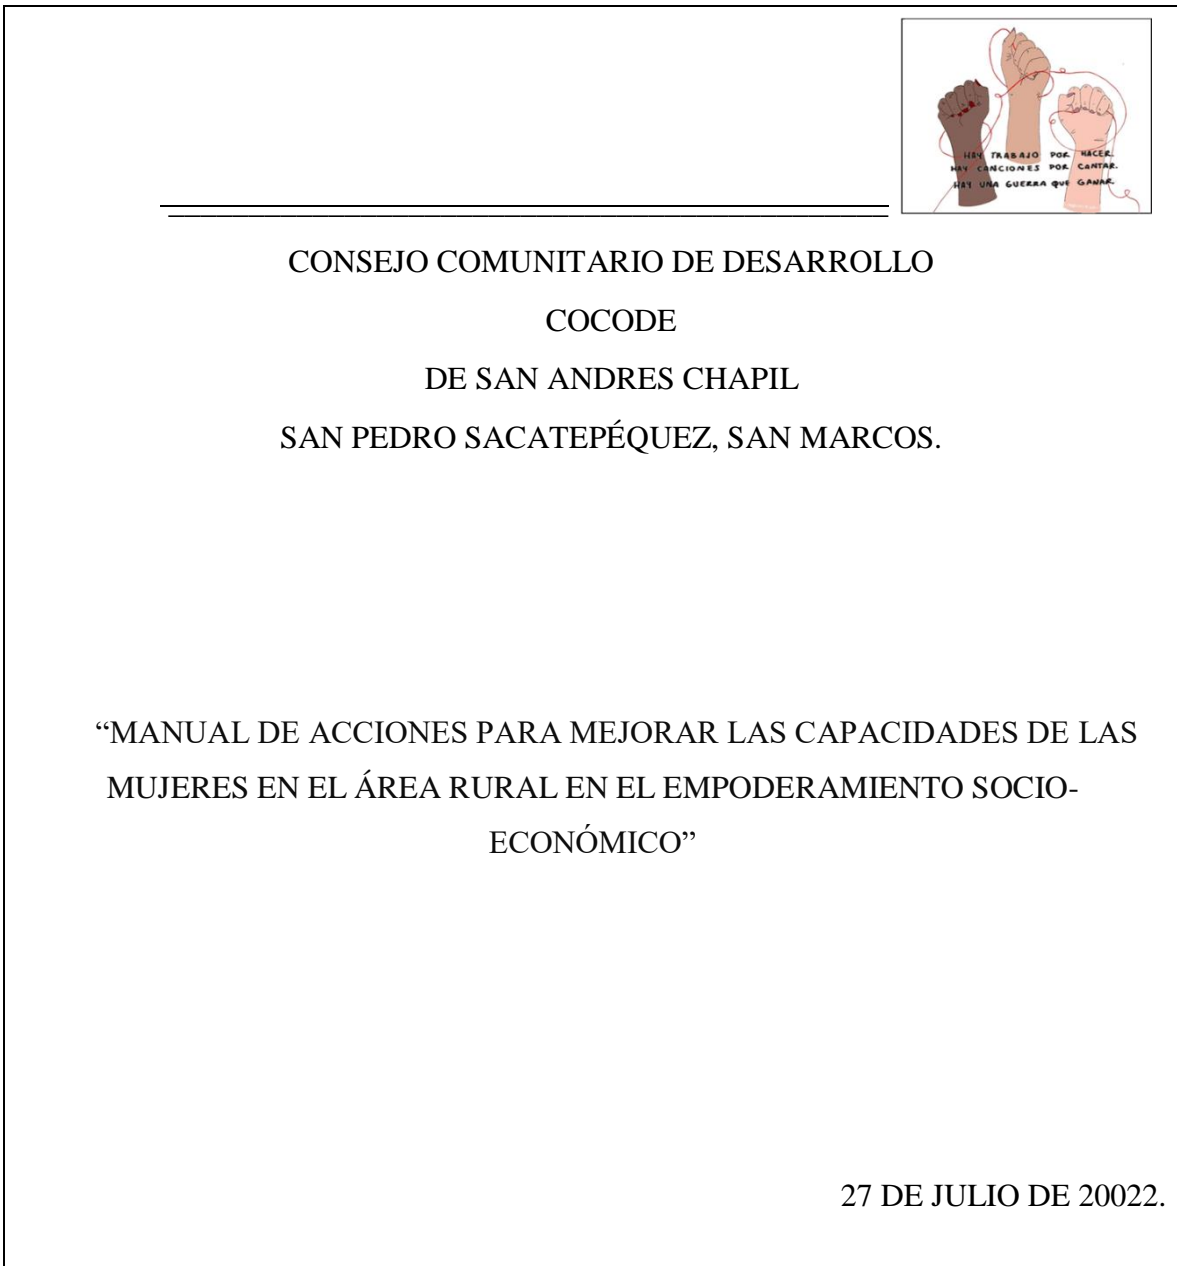 HAY TRABAJO POR HACER.
HAY CANCIONES POR CANTAR.
HAY UNA GUERRA QUE GANAR.
CONSEJO COMUNITARIO DE DESARROLLO
COCODE
DE SAN ANDRES CHAPIL
SAN PEDRO SACATEPÉQUEZ, SAN MARCOS.
“MANUAL DE ACCIONES PARA MEJORAR LAS CAPACIDADES DE LAS
MUJERES EN EL ÁREA RURAL EN EL EMPODERAMIENTO SOCIO-
ECONÓMICO”
27 DE JULIO DE 20022.